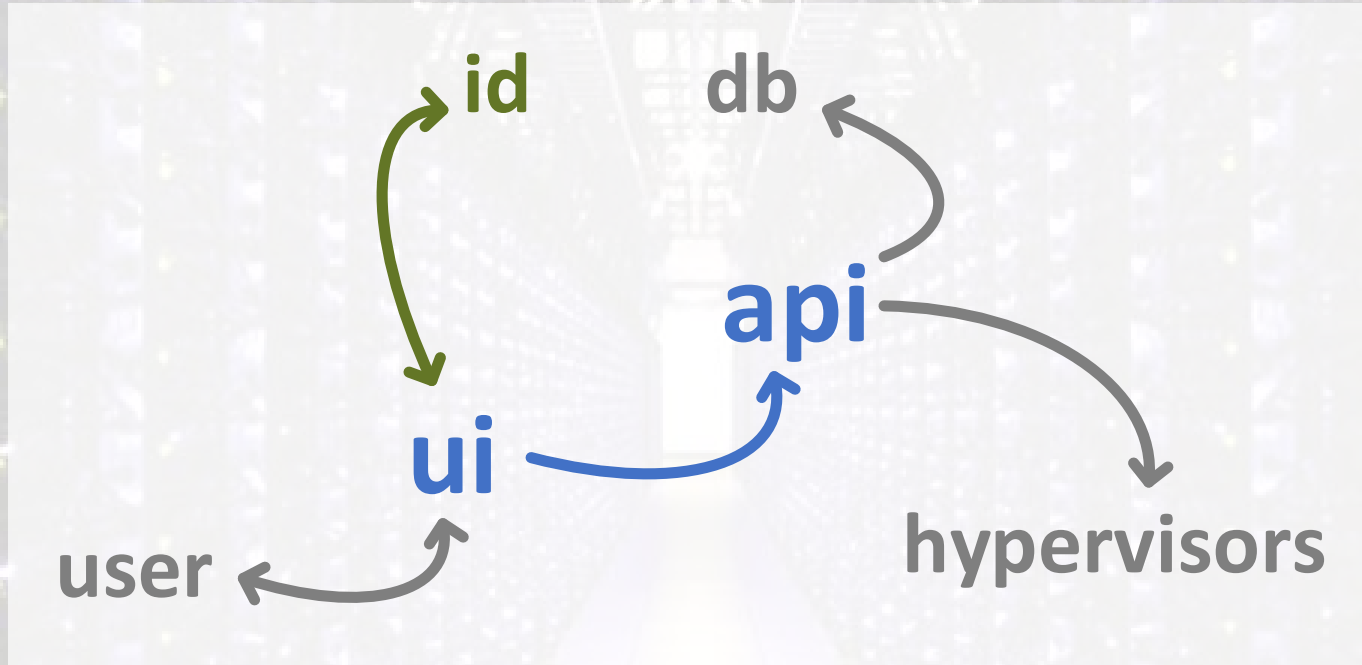 id
db
api
ui
user
hypervisors